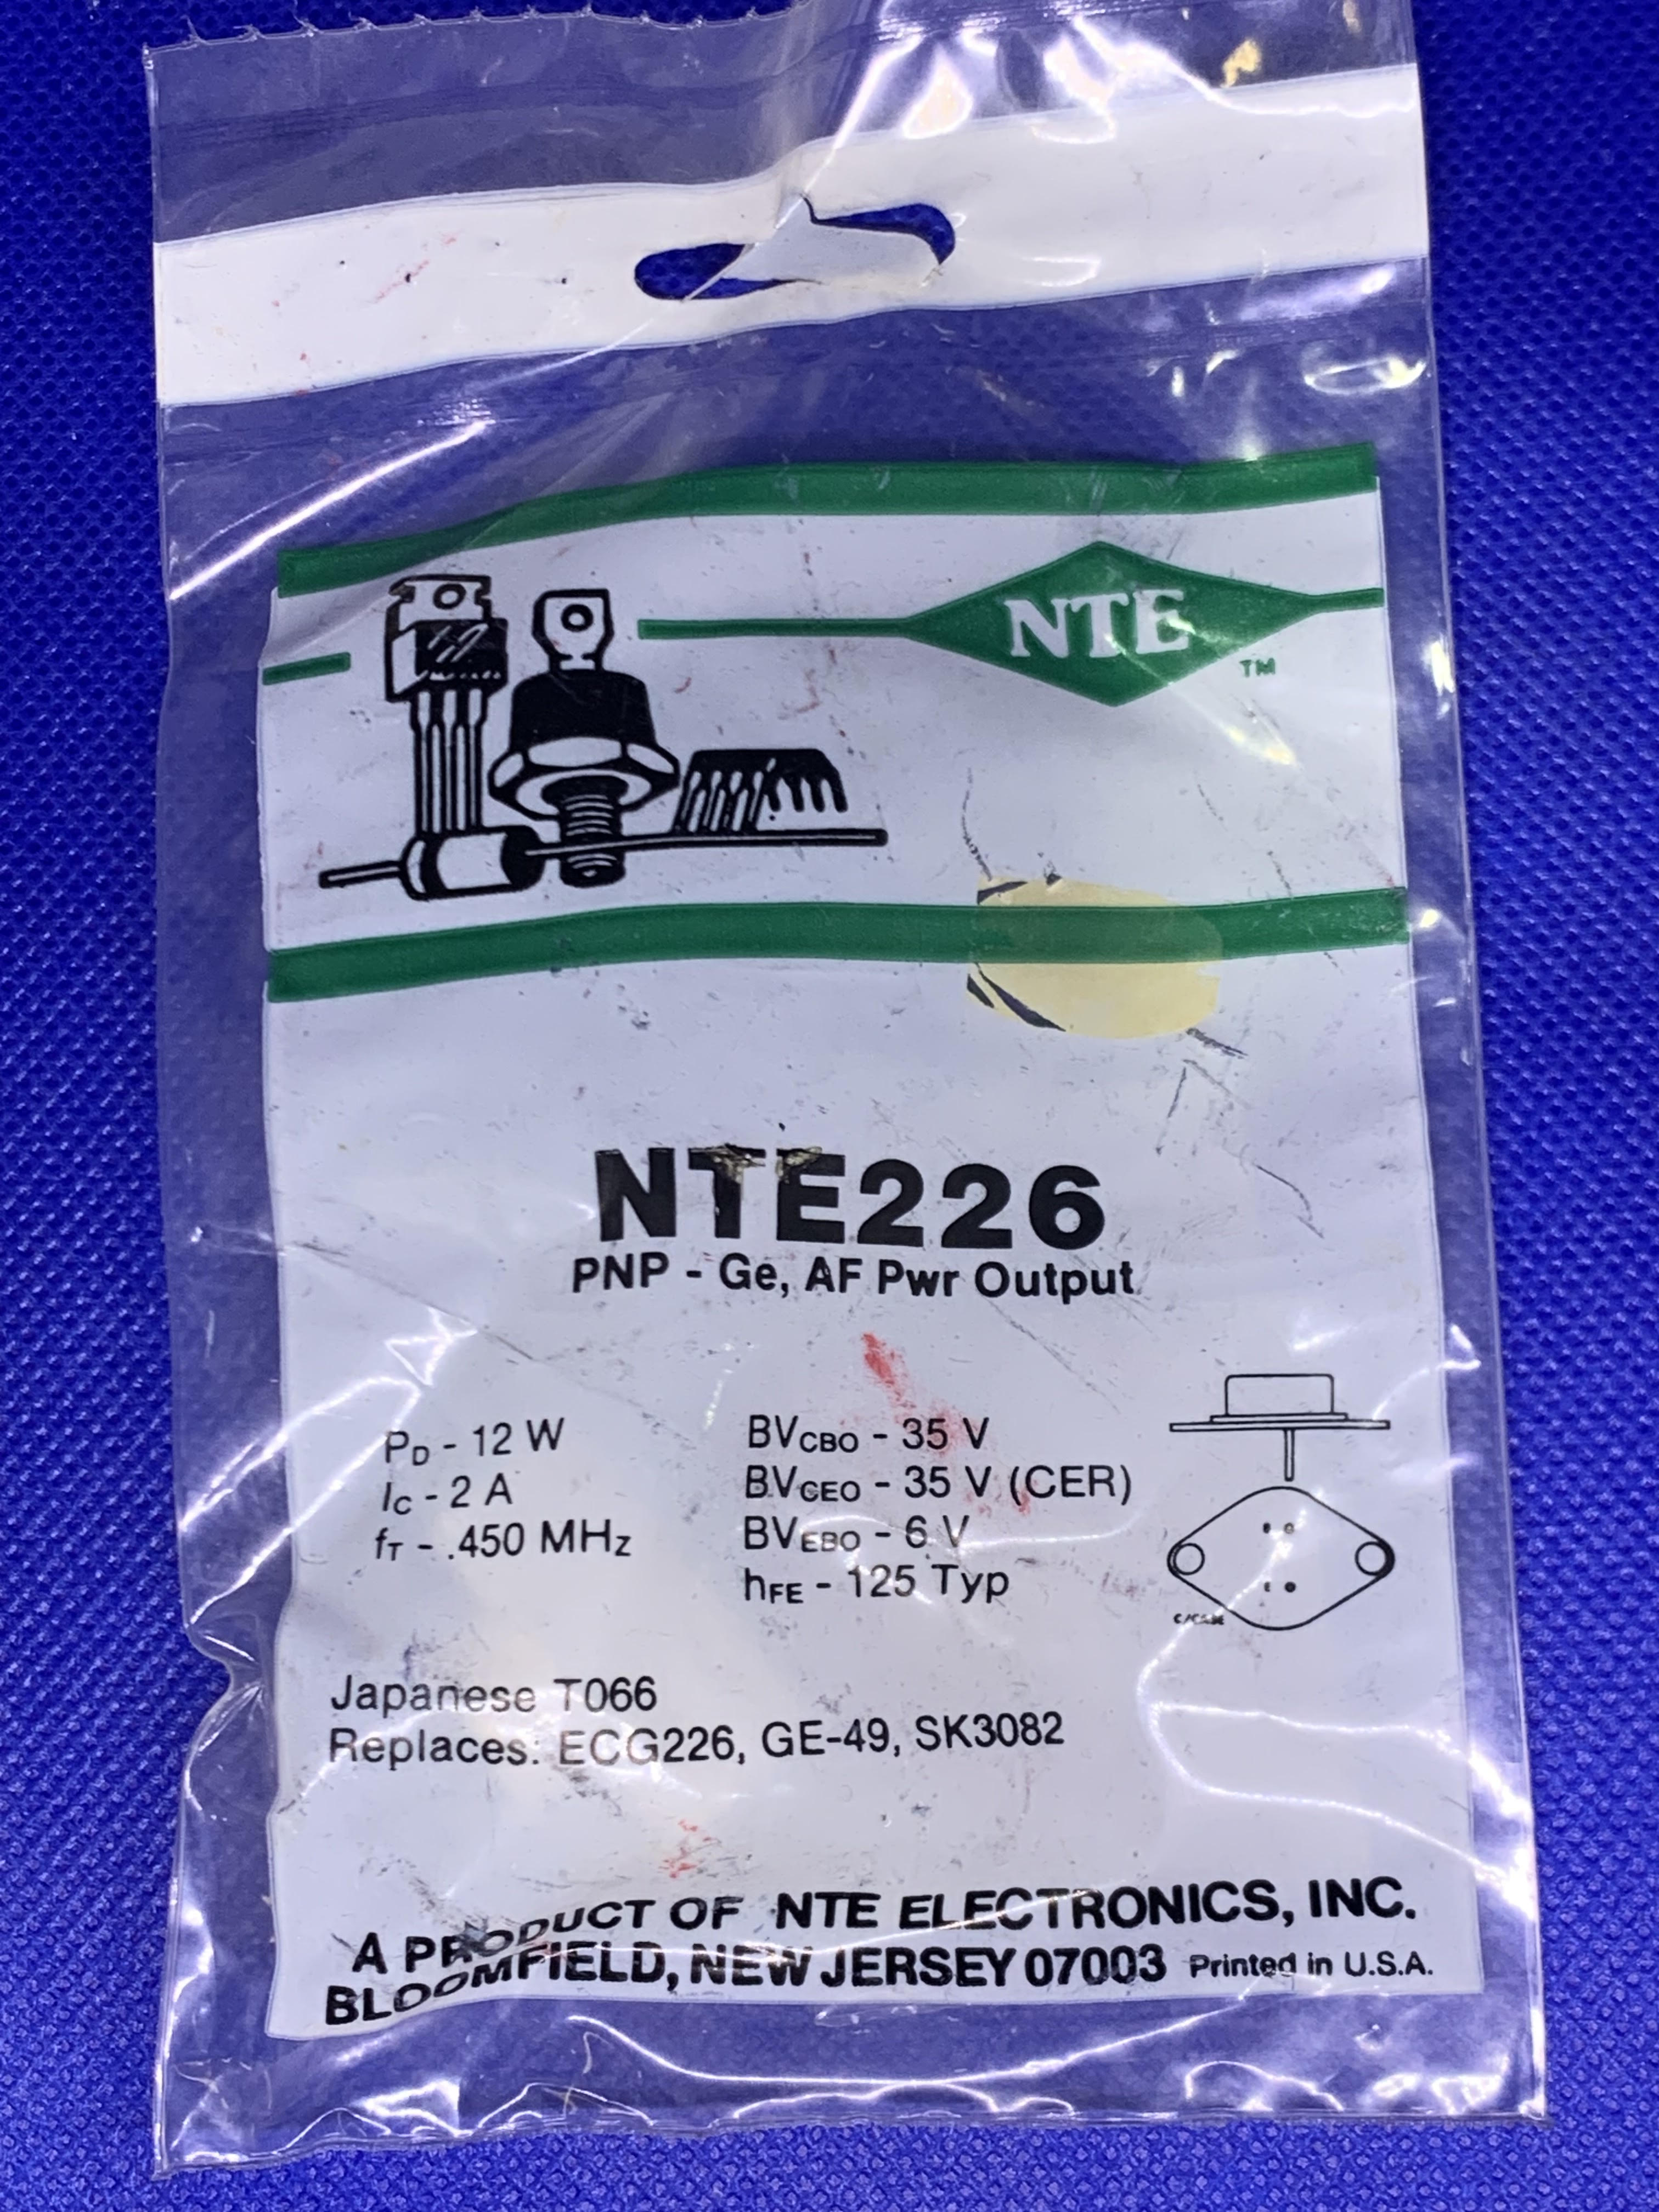 NTE
TM
NTE226
PNP - Ge, AF Pwr Output
PD - 12 W
IC - 2 A
fT - .450 MHz
BVCBO - 35 V
BVCEO - 35 V (CER)
BVEBO - 6 V
hFE - 125 Typ
C/CASE
Japanese T066
Replaces: ECG226, GE-49, SK3082
A PRODUCT OF NTE ELECTRONICS, INC.
BLOOMFIELD, NEW JERSEY 07003 Printed in U.S.A.